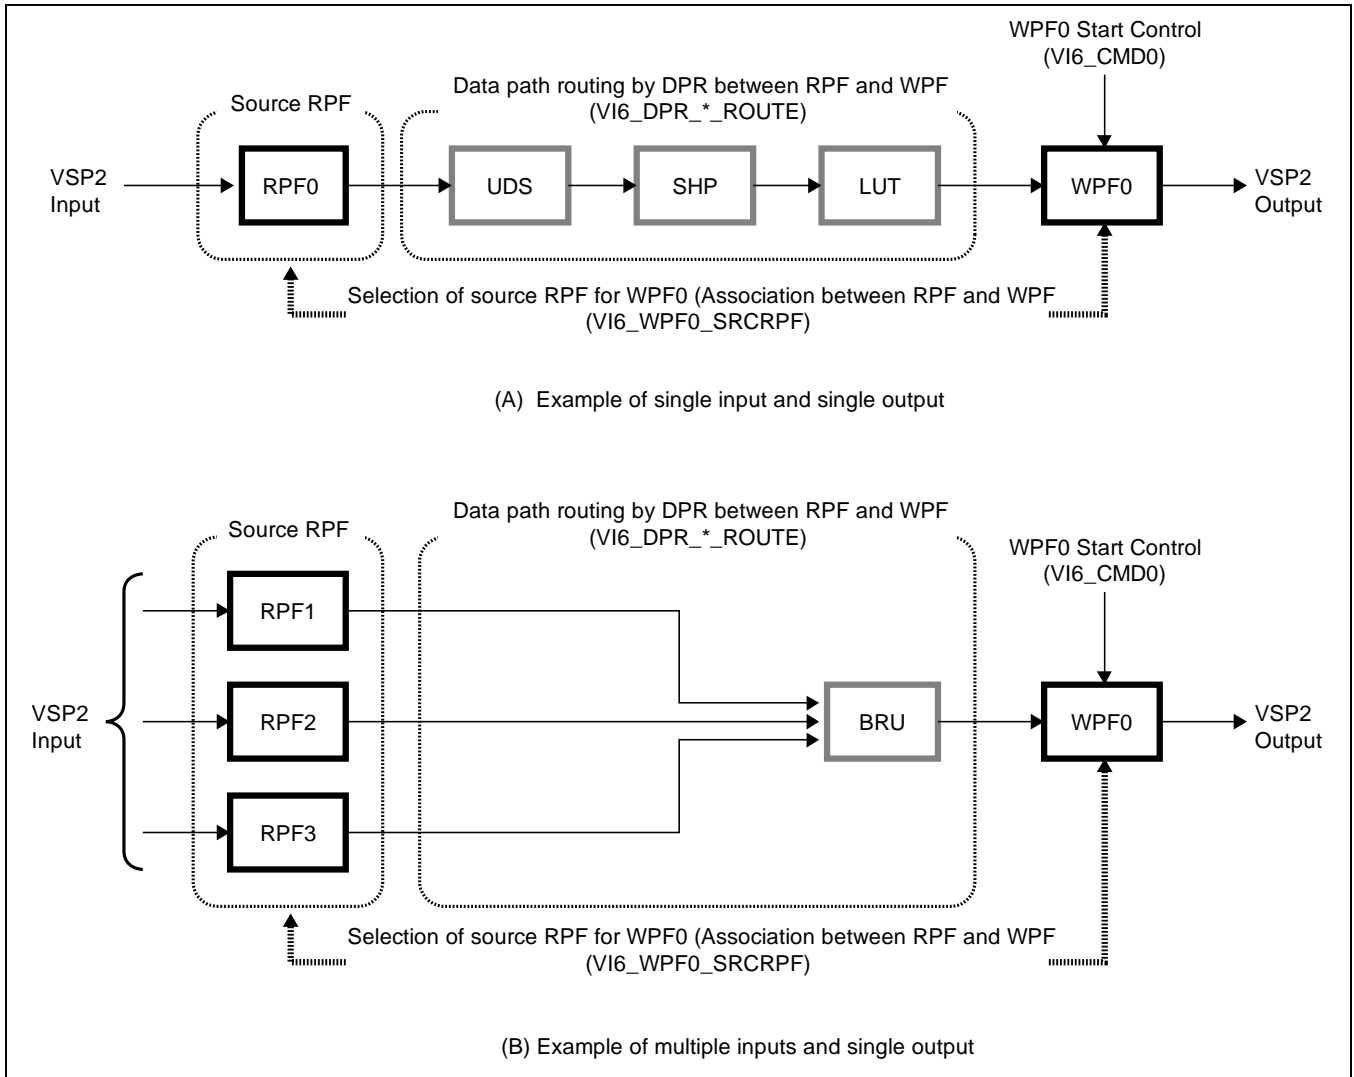 WPF0 Start Control
(VI6_CMD0)
Data path routing by DPR between RPF and WPF
(VI6_DPR_*_ROUTE)
Source RPF
VSP2
Input
RPF0
UDS
SHP
LUT
WPF0
VSP2
Output
Selection of source RPF for WPF0 (Association between RPF and WPF
(VI6_WPF0_SRCRPF)
(A) Example of single input and single output
Data path routing by DPR between RPF and WPF
(VI6_DPR_*_ROUTE)
Source RPF
WPF0 Start Control
(VI6_CMD0)
RPF1
VSP2
Input
RPF2
BRU
WPF0
VSP2
Output
RPF3
Selection of source RPF for WPF0 (Association between RPF and WPF
(VI6_WPF0_SRCRPF)
(B) Example of multiple inputs and single output